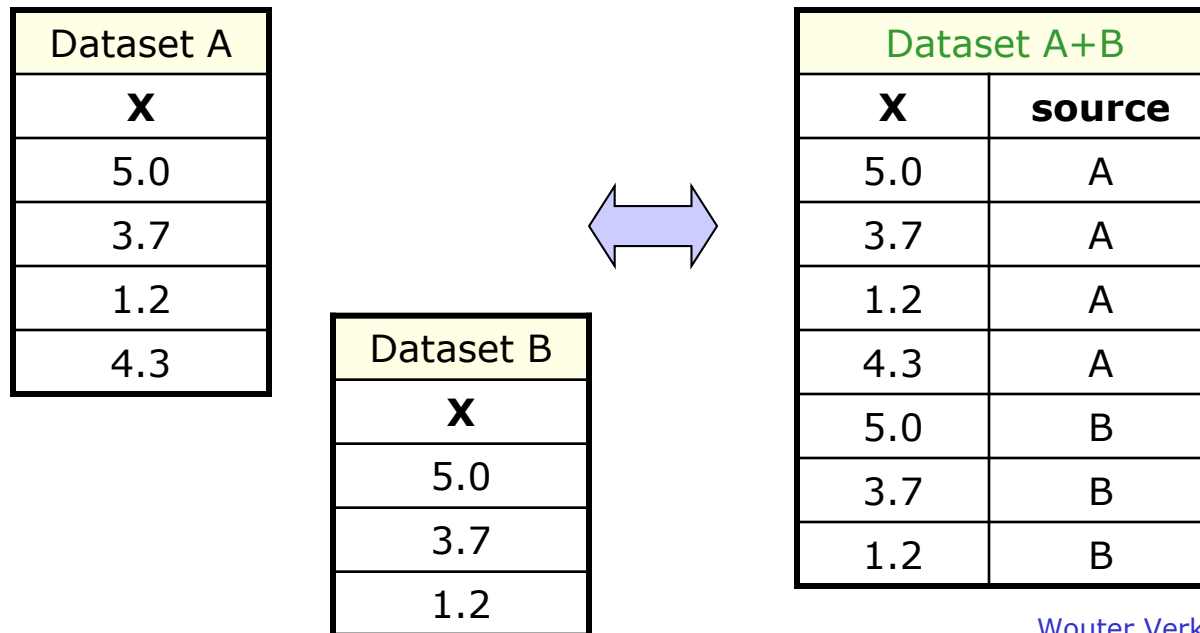 Dataset A
X
5.0
3.7
1.2
4.3
Dataset B
X
5.0
3.7
1.2
Dataset A+B
X source
5.0 A
3.7 A
1.2 A
4.3 A
5.0 B
3.7 B
1.2 B
Wouter